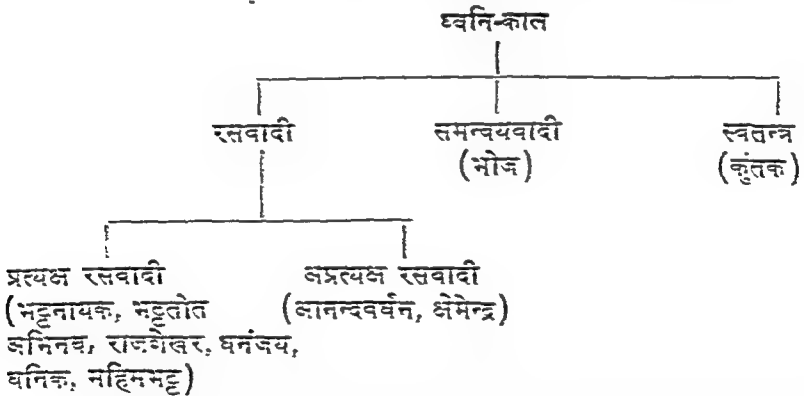 ध्वनि-काल
रसवादी समन्वयवादी स्वतन्त्र
(भोज) (कुंतक)
प्रत्यक्ष रसवादी अप्रत्यक्ष रसवादी
(भट्टनायक, भट्टतोत (आनन्दवर्धन, क्षेमेन्द्र)
अभिनव, राजशेखर, धनंजय,
धनिक, महिमभट्ट)